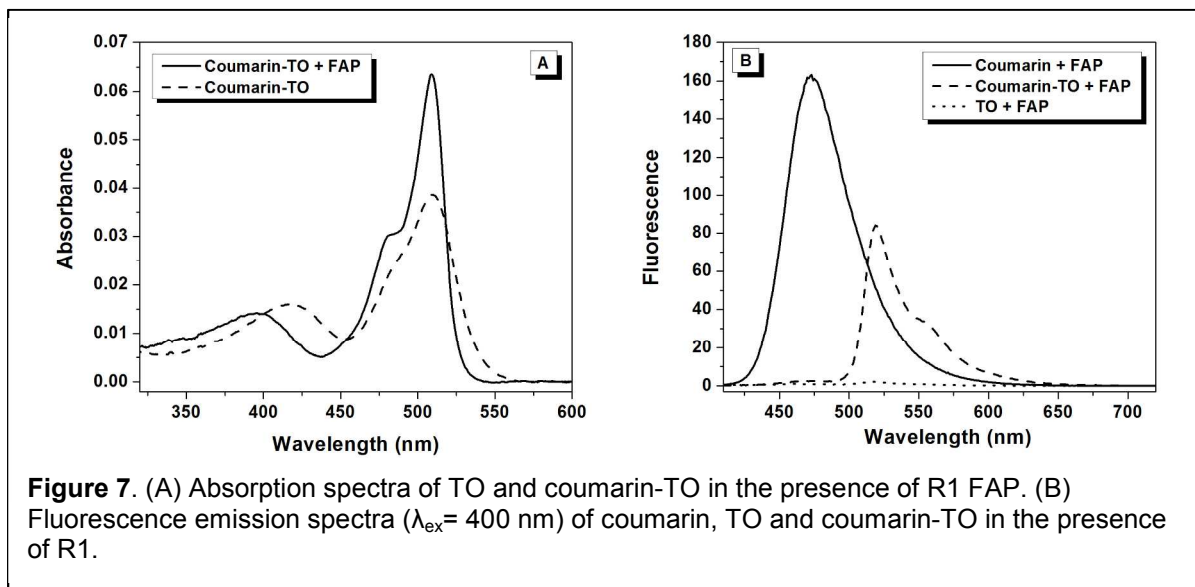 Coumarin-TO + FAP
Coumarin-TO
A
0.07
0.06
0.05
0.04
0.03
0.02
0.01
0.00
Absorbance
350 400 450 500 550 600
Wavelength (nm)
Coumarin + FAP
Coumarin-TO + FAP
TO + FAP
B
180
160
140
120
100
80
60
40
20
0
Fluorescence
450 500 550 600 650 700
Wavelength (nm)
Figure 7. (A) Absorption spectra of TO and coumarin-TO in the presence of R1 FAP. (B)
Fluorescence emission spectra (λex= 400 nm) of coumarin, TO and coumarin-TO in the presence
of R1.